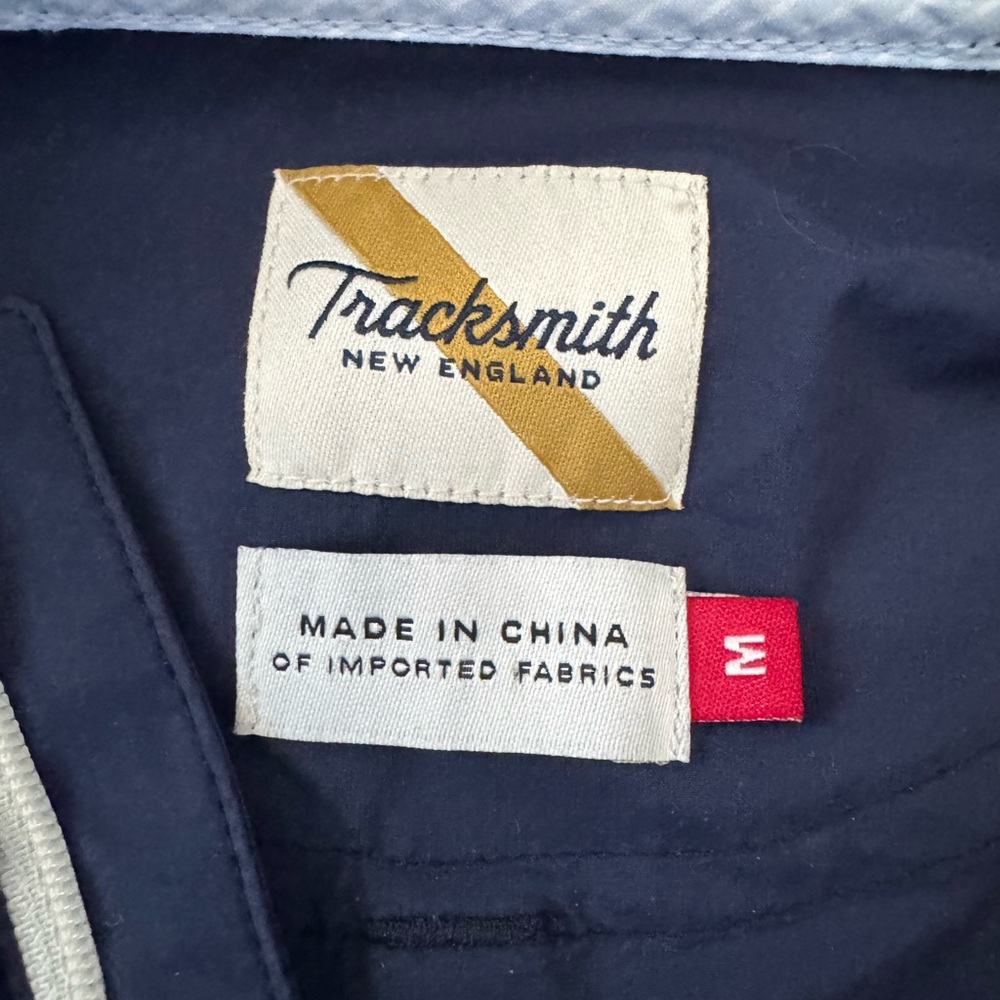 Tracksmith
NEW ENGLAND
MADE IN CHINA
OF IMPORTED FABRICS
M